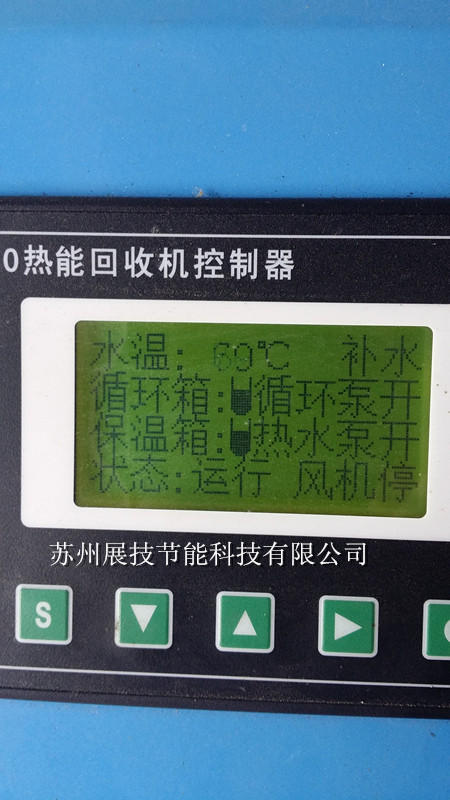 0热能回收机控制器
水温: 60℃ 补水
循环箱: 循环泵开
保温箱: 热水泵开
状态: 运行 风机停
苏州展技节能科技有限公司
S